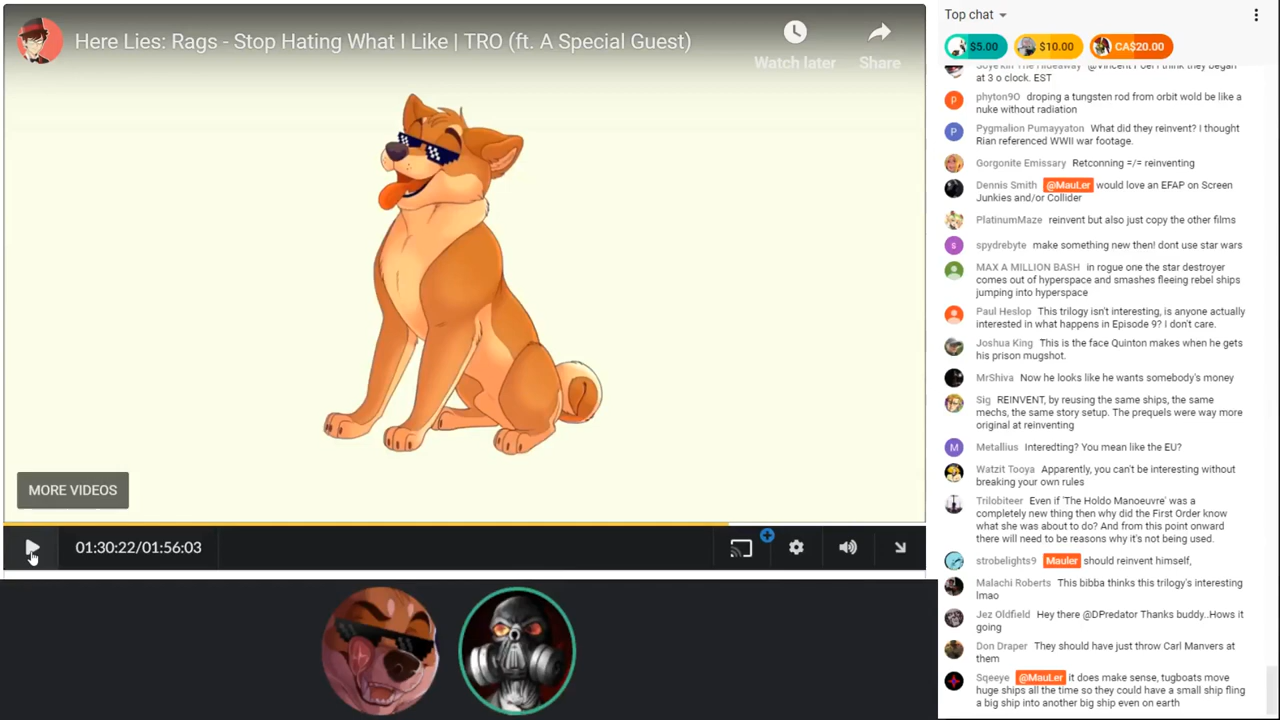 Here Lies: Rags - Stop Hating What I Like | TRO (ft. A Special Guest)
Watch later
Share
MORE VIDEOS
01:30:22/01:56:03
Top chat
$5.00
$10.00
CA$20.00
at 3 o clock. EST
phyton9O droping a tungsten rod from orbit wold be like a
nuke without radiation
Pygmalion Pumayyaton What did they reinvent? I thought
Rian referenced WWII war footage.
Gorgonite Emissary Retconning =/= reinventing
Dennis Smith @MauLer would love an EFAP on Screen
Junkies and/or Collider
PlatinumMaze reinvent but also just copy the other films
spydrebyte make something new then! dont use star wars
MAX A MILLION BASH in rogue one the star destroyer
comes out of hyperspace and smashes fleeing rebel ships
jumping into hyperspace
Paul Heslop This trilogy isn't interesting, is anyone actually
interested in what happens in Episode 9? I don't care.
Joshua King This is the face Quinton makes when he gets
his prison mugshot.
MrShiva Now he looks like he wants somebody's money
Sig REINVENT, by reusing the same ships, the same
mechs, the same story setup. The prequels were way more
original at reinventing
Metallius Interedting? You mean like the EU?
Watzit Tooya Apparently, you can't be interesting without
breaking your own rules
Trilobiteer Even if 'The Holdo Manoeuvre' was a
completely new thing then why did the First Order know
what she was about to do? And from this point onward
there will need to be reasons why it's not being used.
strobelights9 Mauler should reinvent himself,
Malachi Roberts This bibba thinks this trilogy's interesting
lmao
Jez Oldfield Hey there @DPredator Thanks buddy..Hows it
going
Don Draper They should have just throw Carl Manvers at
them
Sqeeye @MauLer it does make sense, tugboats move
huge ships all the time so they could have a small ship fling
a big ship into another big ship even on earth